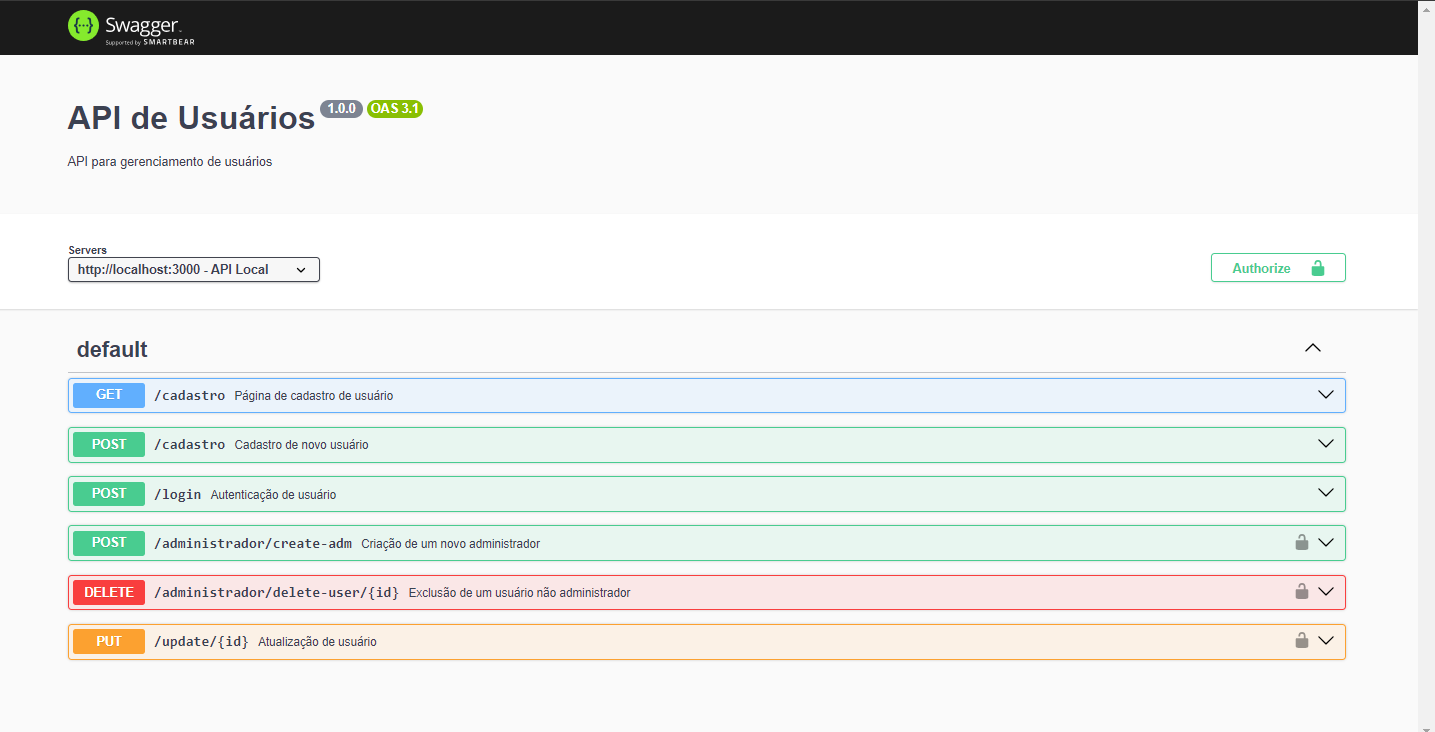 Swagger.
Supported by SMARTBEAR
API de Usuários 1.0.0 OAS 3.1
API para gerenciamento de usuários
Servers
http://localhost:3000 - API Local
Authorize
default
GET /cadastro Página de cadastro de usuário
POST /cadastro Cadastro de novo usuário
POST /login Autenticação de usuário
POST /administrador/create-adm Criação de um novo administrador
DELETE /administrador/delete-user/{id} Exclusão de um usuário não administrador
PUT /update/{id} Atualização de usuário